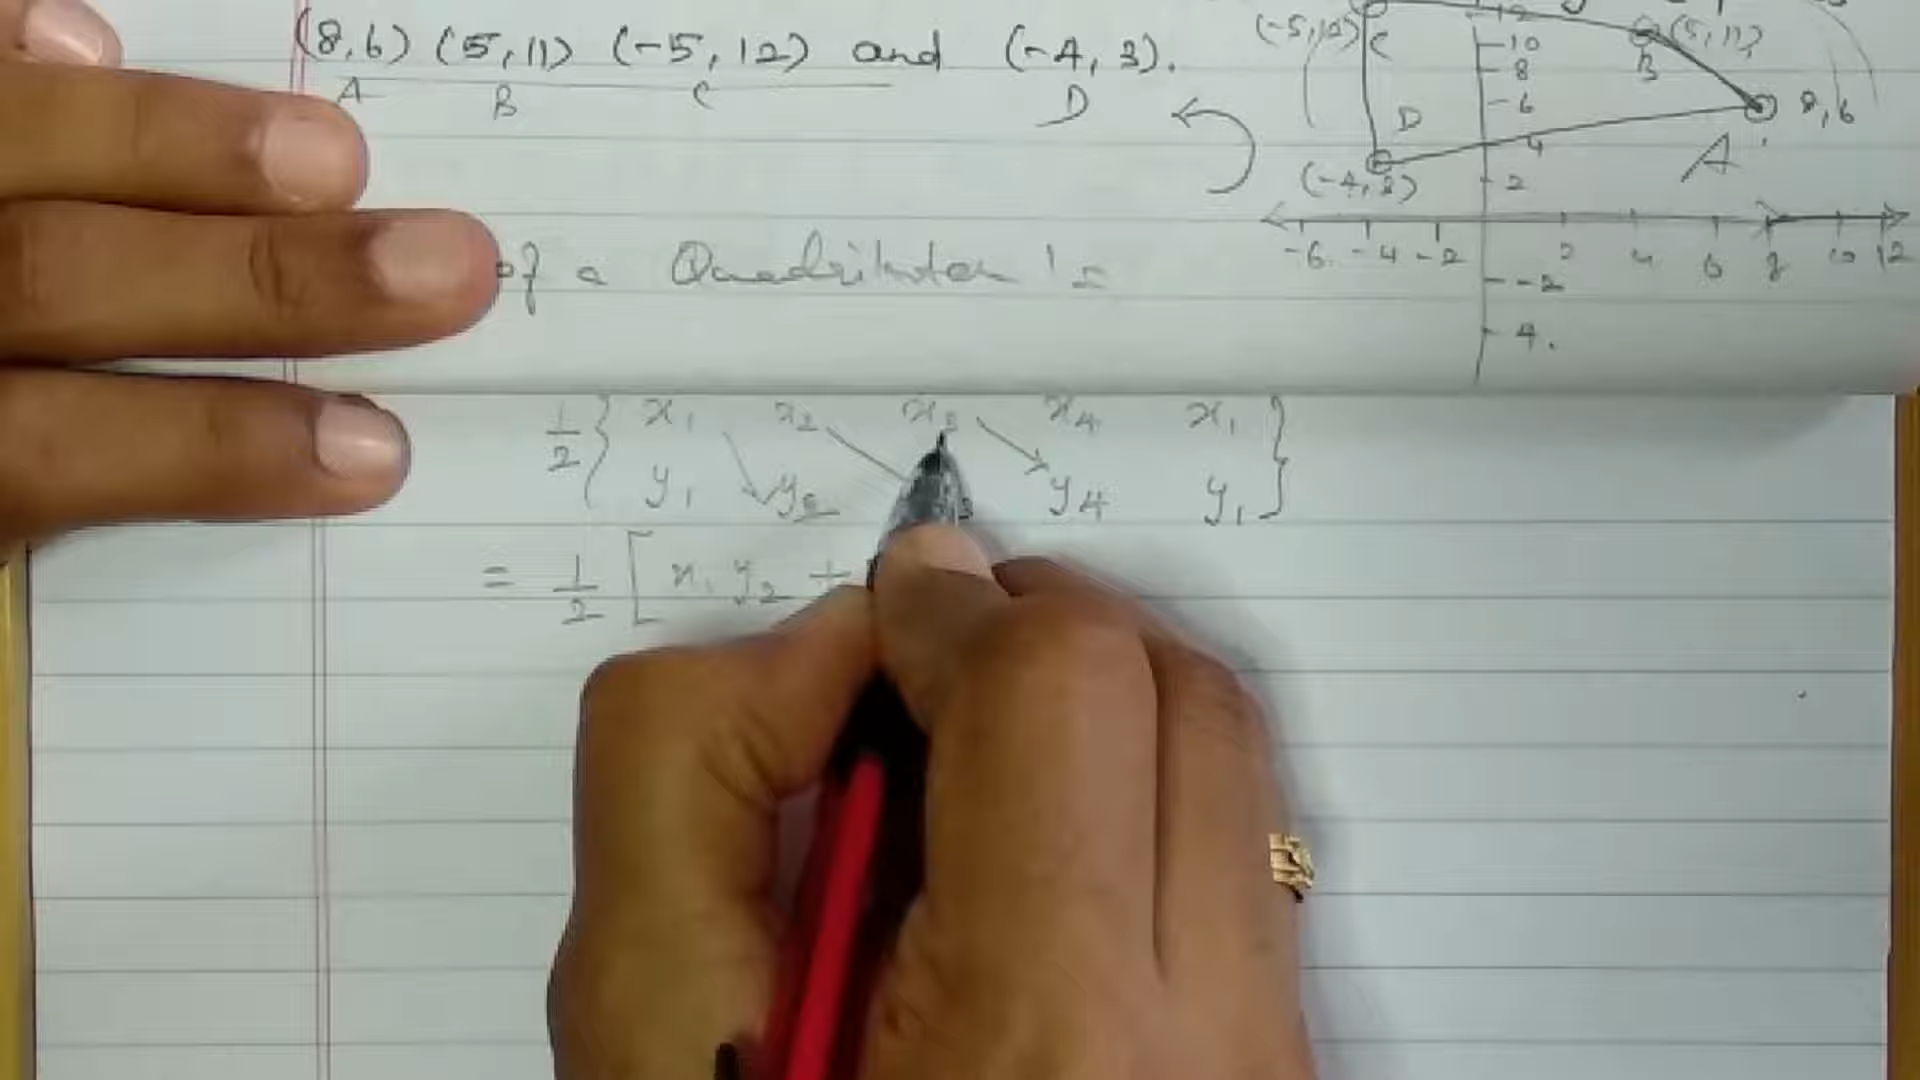 (8,6) (5,11) (-5, 12) and (-4, 3).
A B C D
(-5,12) C
12
10
(5,11)
B
8
6
8,6
D
4
A
(-4,3)
2
-6 -4 -2 2 4 6 8 10 12
-2
4.
of a
1/2 { x₁ x₂ x₃ x₄ x₁
y₁ y₂ y₄ y₁ }
= 1/2 [ x₁ y₂ +